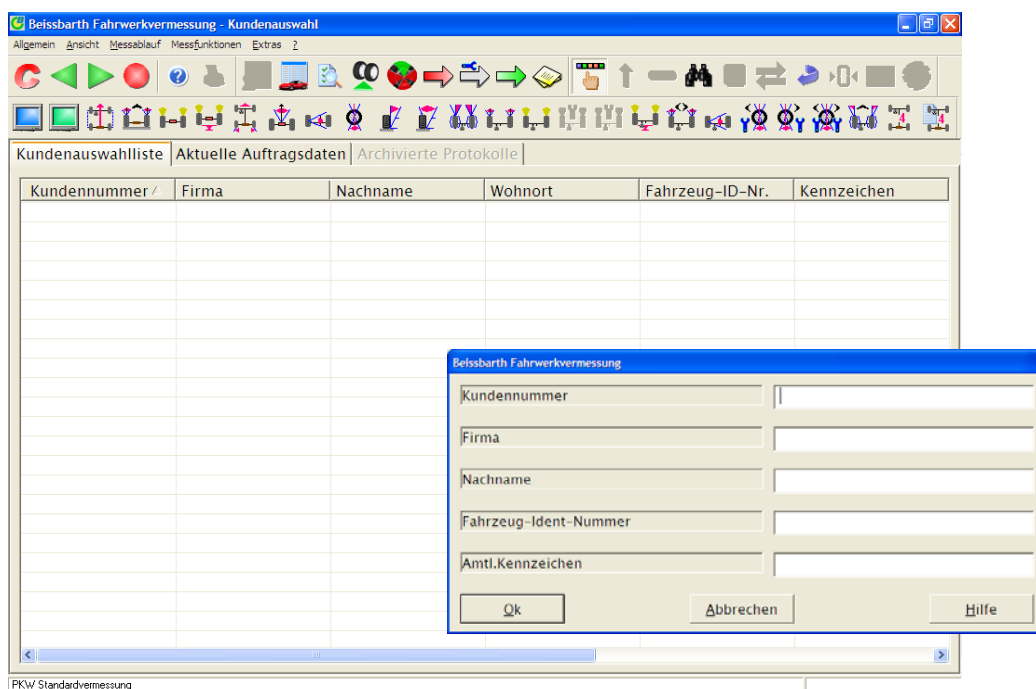 Beissbarth Fahrwerkvermessung - Kundenauswahl
Allgemein Ansicht Messablauf Messfunktionen Extras ?
Kundenauswahlliste Aktuelle Auftragsdaten Archivierte Protokolle
Kundennummer Firma Nachname Wohnort Fahrzeug-ID-Nr. Kennzeichen
Beissbarth Fahrwerkvermessung
Kundennummer
Firma
Nachname
Fahrzeug-Ident-Nummer
Amtl.Kennzeichen
Ok Abbrechen Hilfe
PKW Standardvermessung